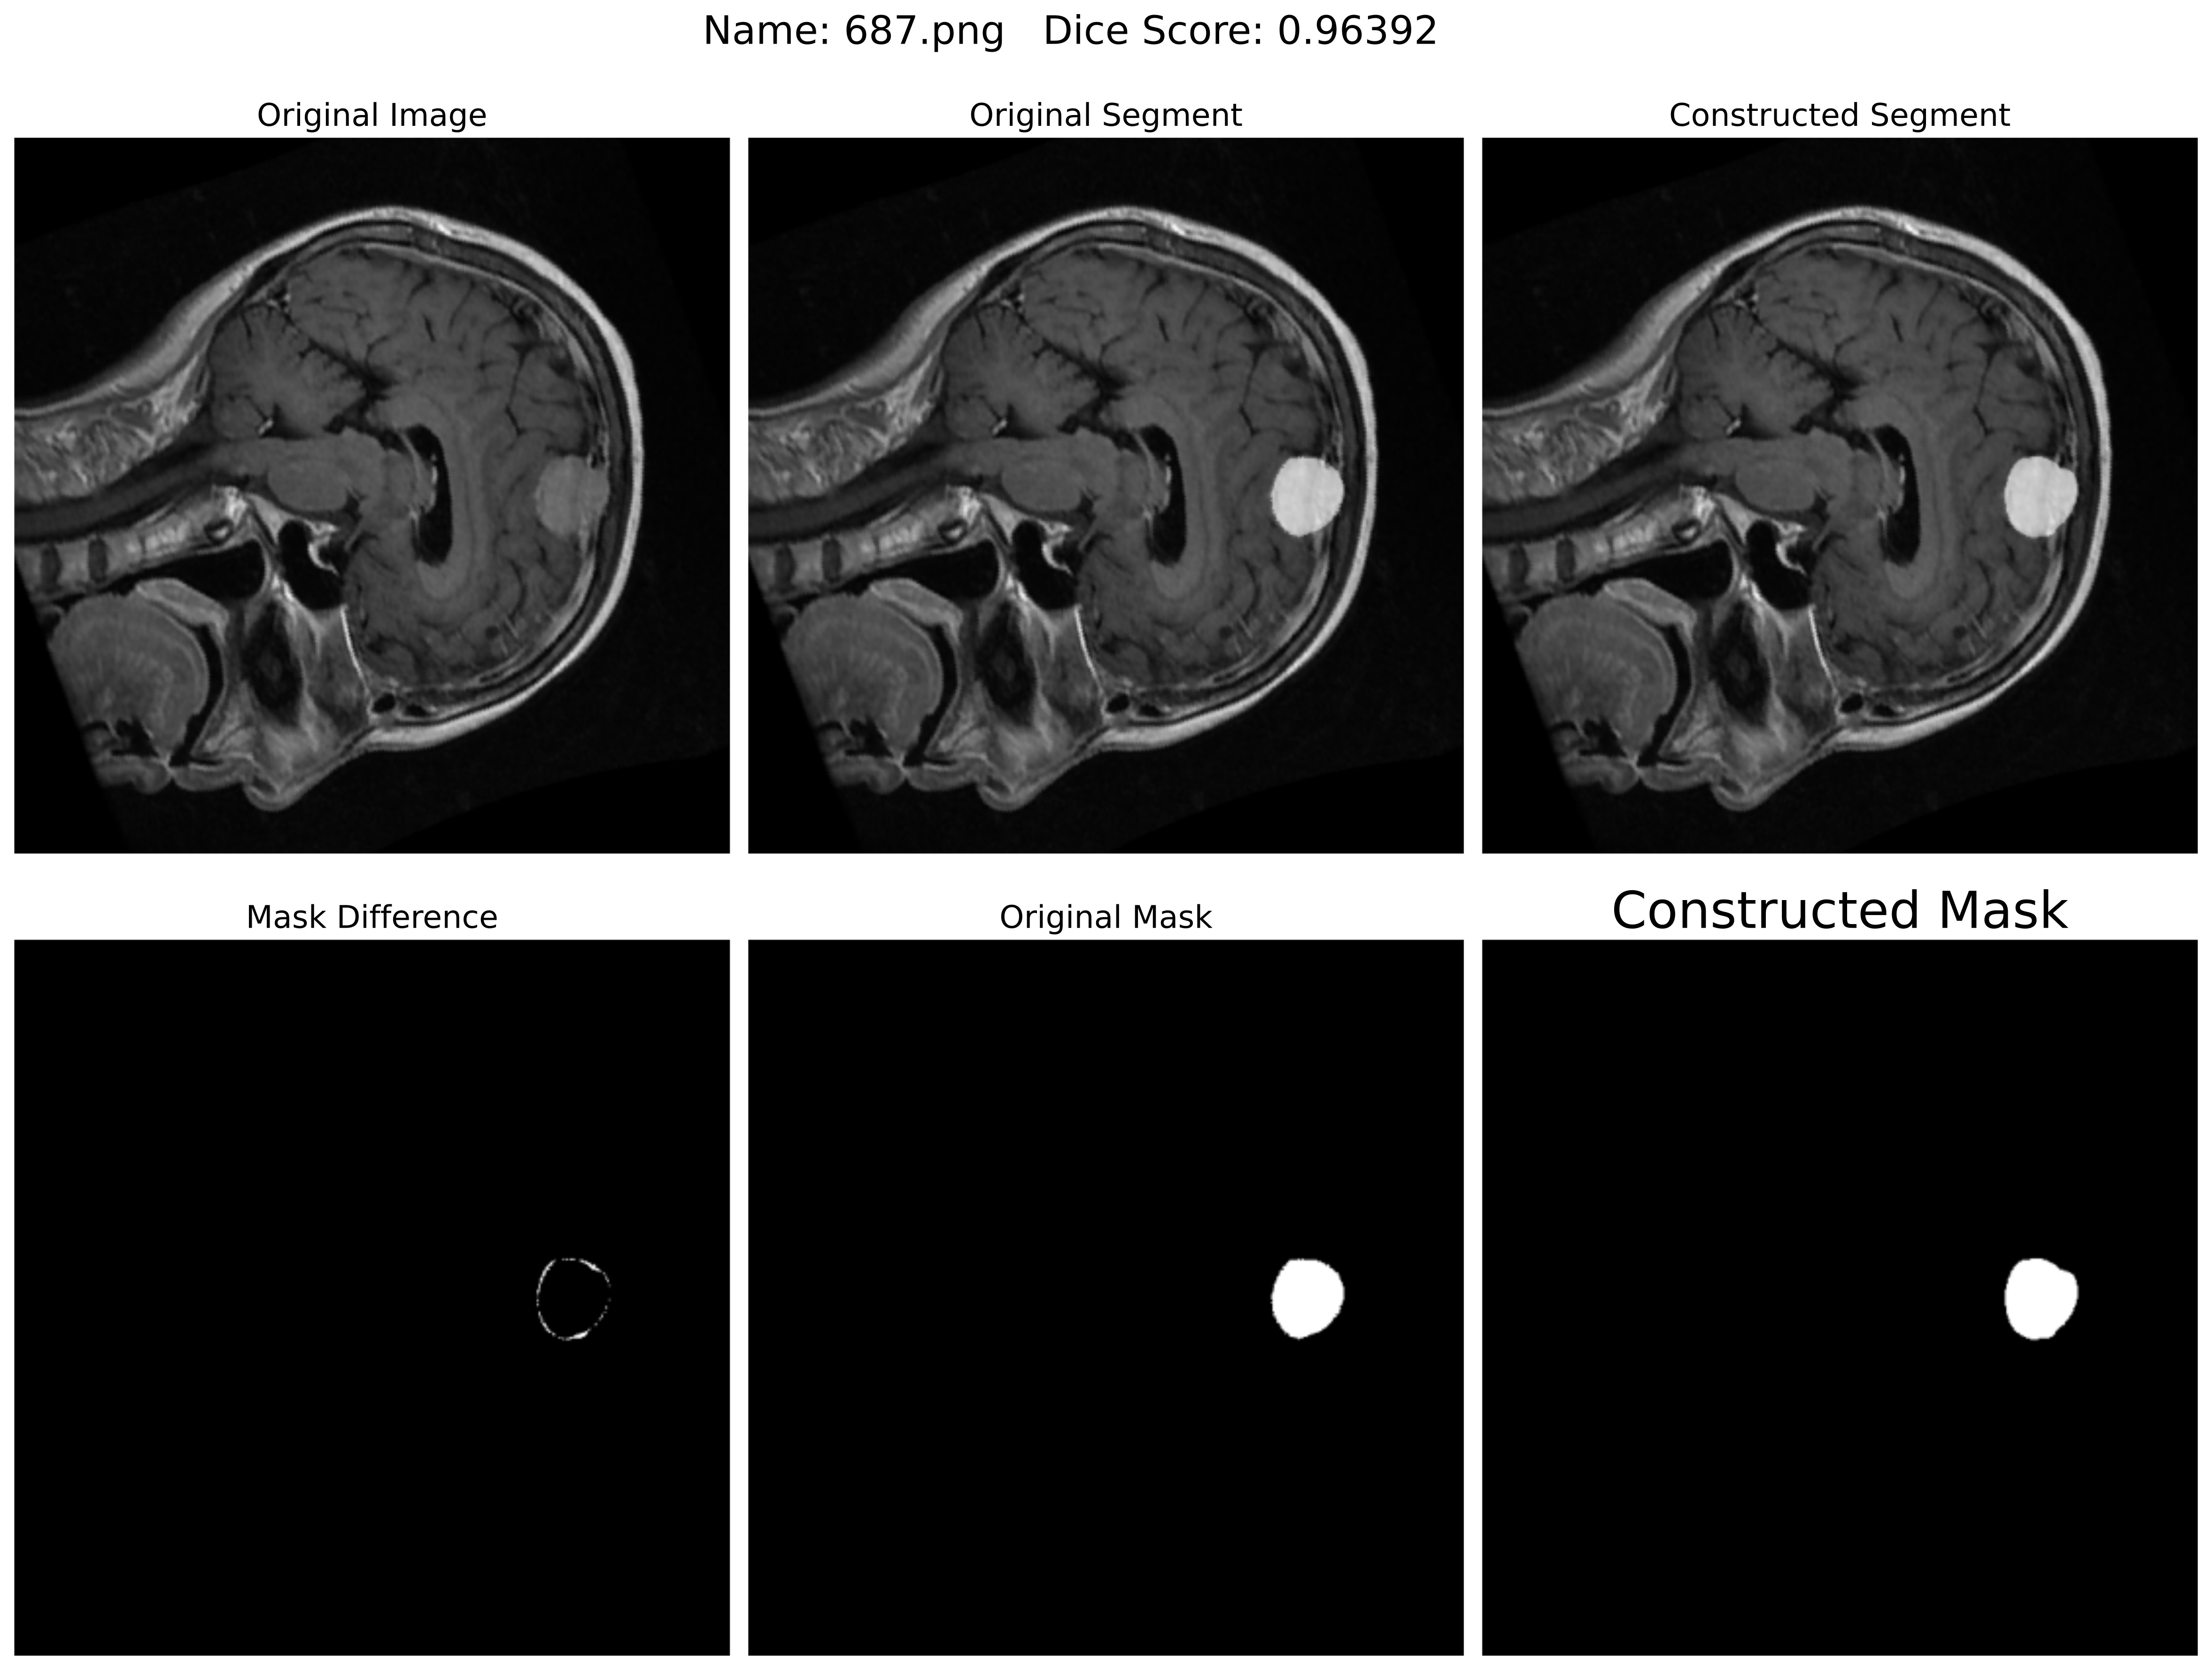 Name: 687.png   Dice Score: 0.96392
Original Image
Original Segment
Constructed Segment
Mask Difference
Original Mask
Constructed Mask